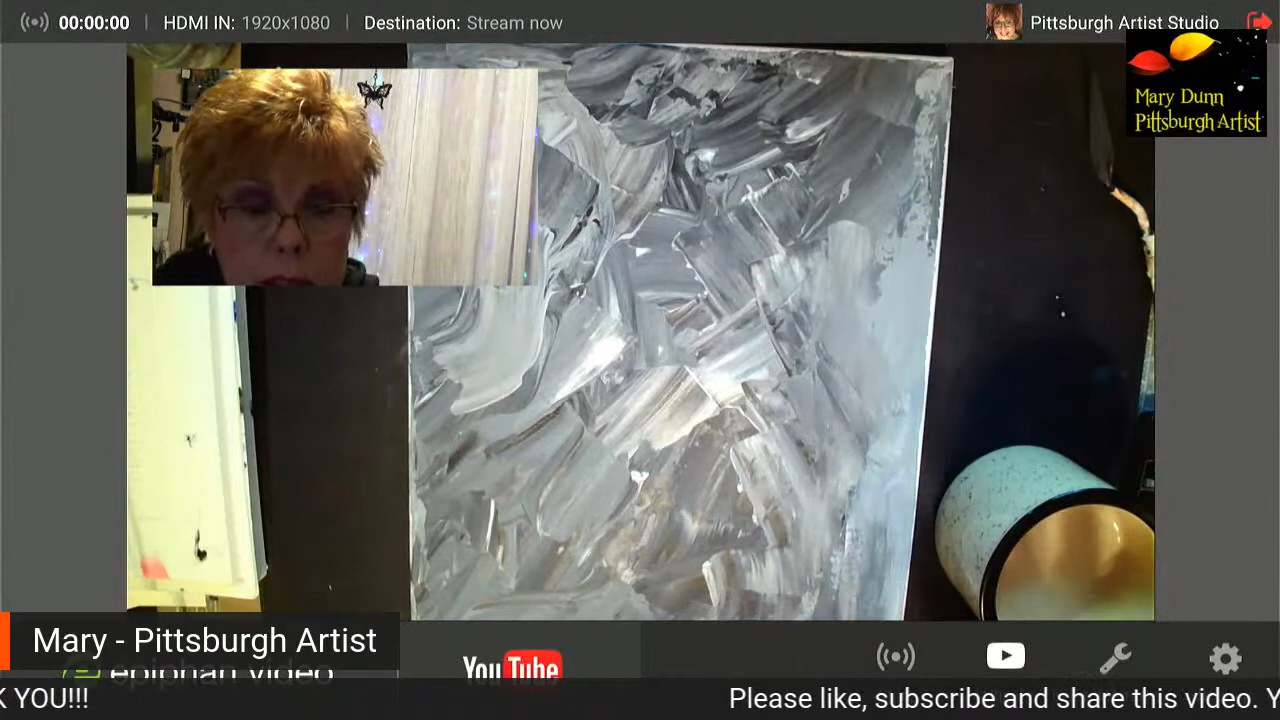 00:00:00 | HDMI IN: 1920x1080 | Destination: Stream now
Pittsburgh Artist Studio
Mary Dunn
Pittsburgh Artist
Mary - Pittsburgh Artist
epiphan video
YouTube
K YOU!!!
Please like, subscribe and share this video. Y